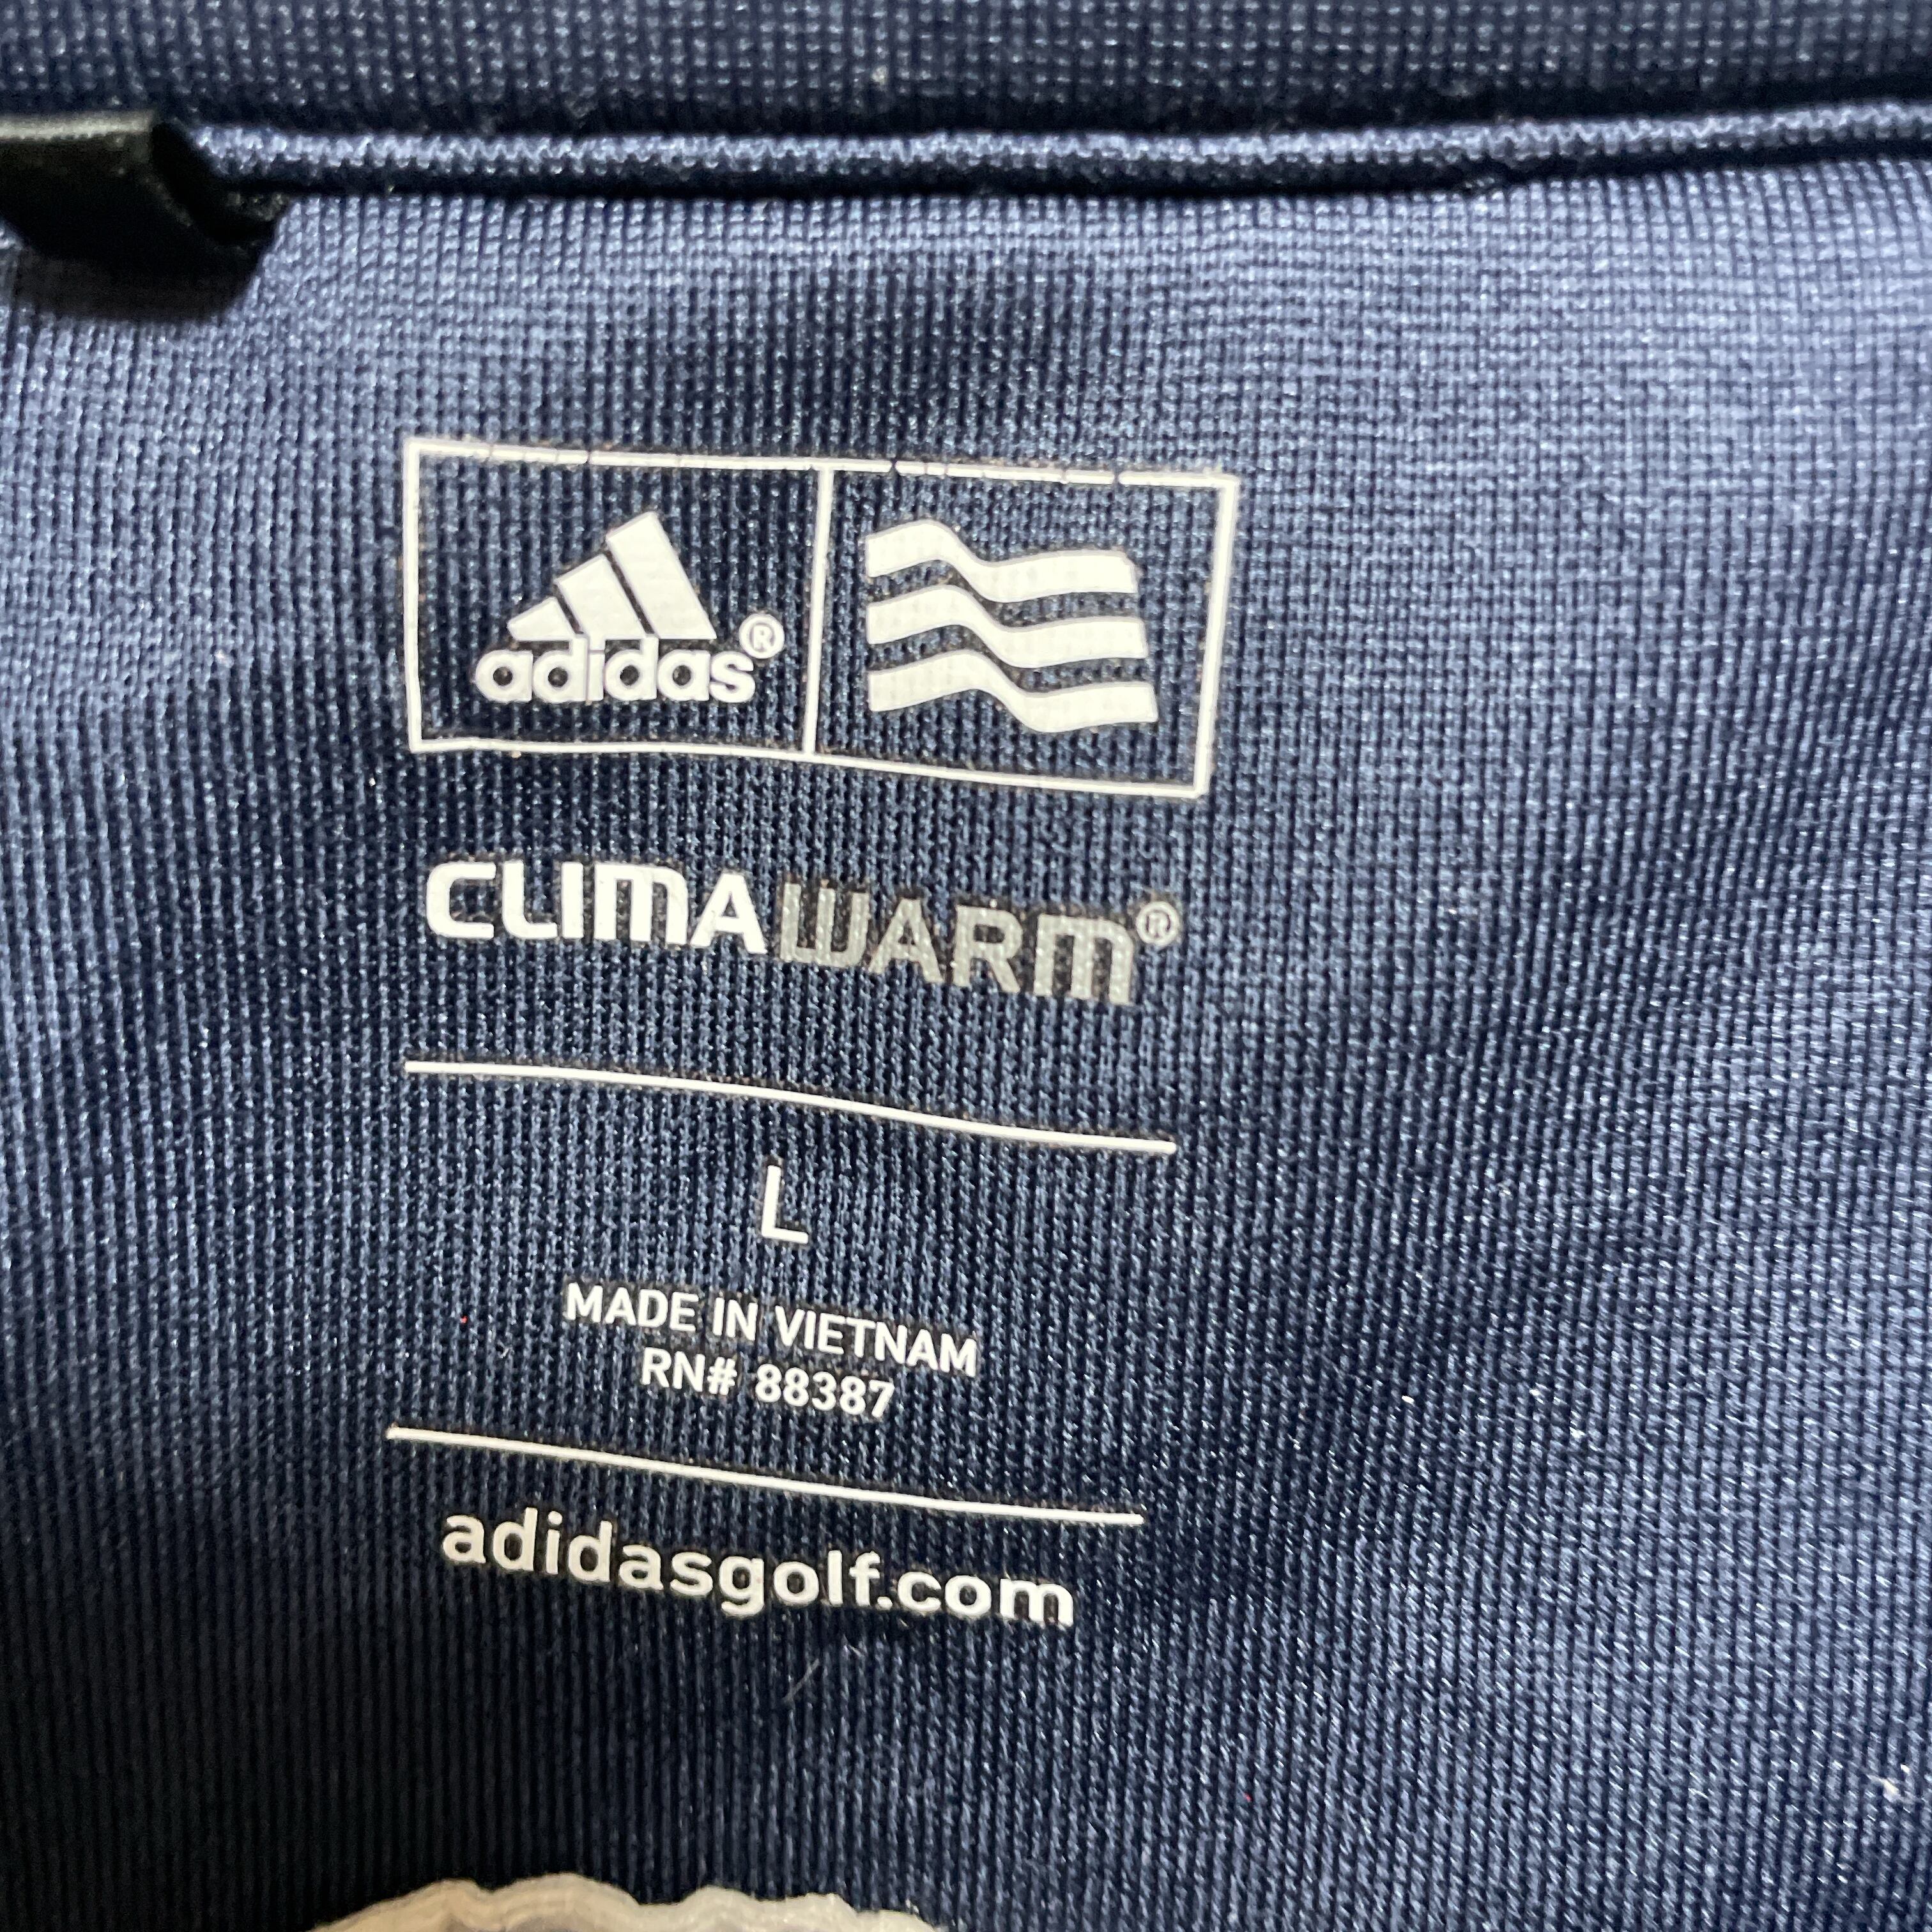 adidas®
CLIMAWARM®
L
MADE IN VIETNAM
RN# 88387
adidasgolf.com